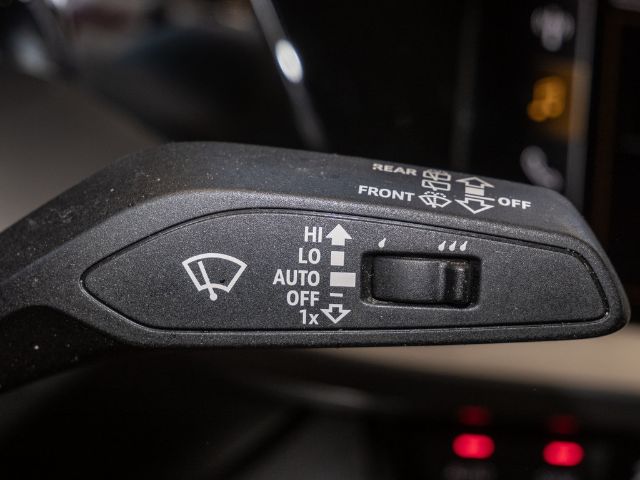 REAR
FRONT OFF
HI
LO
AUTO
OFF
1x